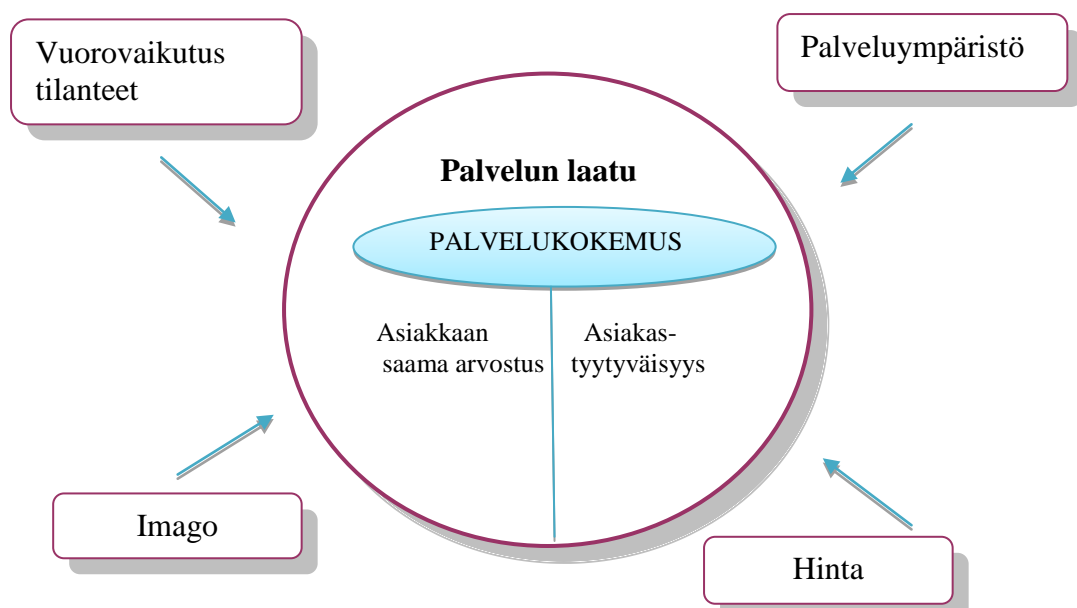 Vuorovaikutus
tilanteet
Palveluympäristö
Palvelun laatu
PALVELUKOKEMUS
Asiakkaan
saama arvostus
Asiakas-
tyytyväisyys
Imago
Hinta